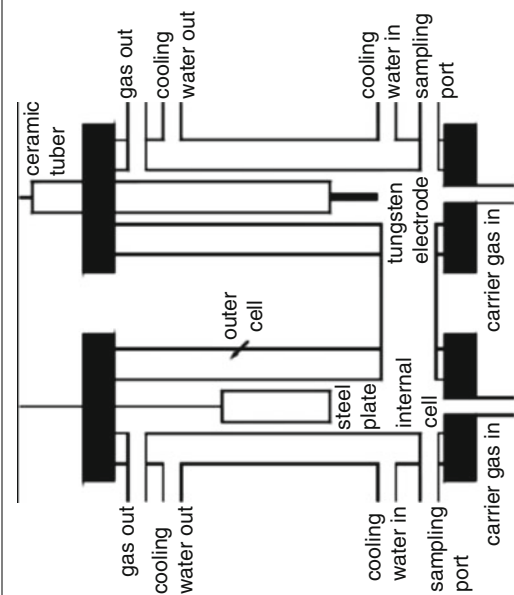 ceramic
tuber
gas out
cooling
water out
cooling
water in
sampling
port
tungsten
electrode
carrier gas in
outer
cell
steel
plate
internal
cell
gas out
cooling
water out
cooling
water in
sampling
port
carrier gas in